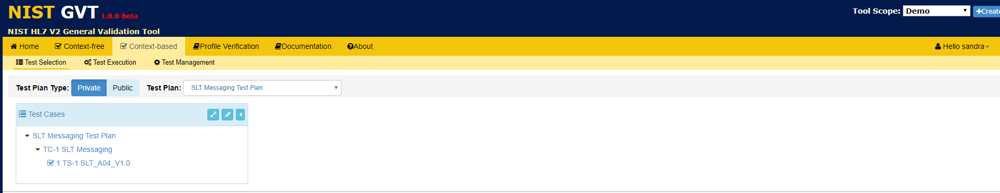 NIST GVT 1.0.0-beta
Tool Scope: Demo Create
NIST HL7 V2 General Validation Tool
Home Context-free Context-based Profile Verification Documentation About Hello sandra
Test Selection Test Execution Test Management
Test Plan Type: Private Public Test Plan: SLT Messaging Test Plan
Test Cases
SLT Messaging Test Plan
TC-1 SLT Messaging
1.TS-1 SLT_A04_V1.0